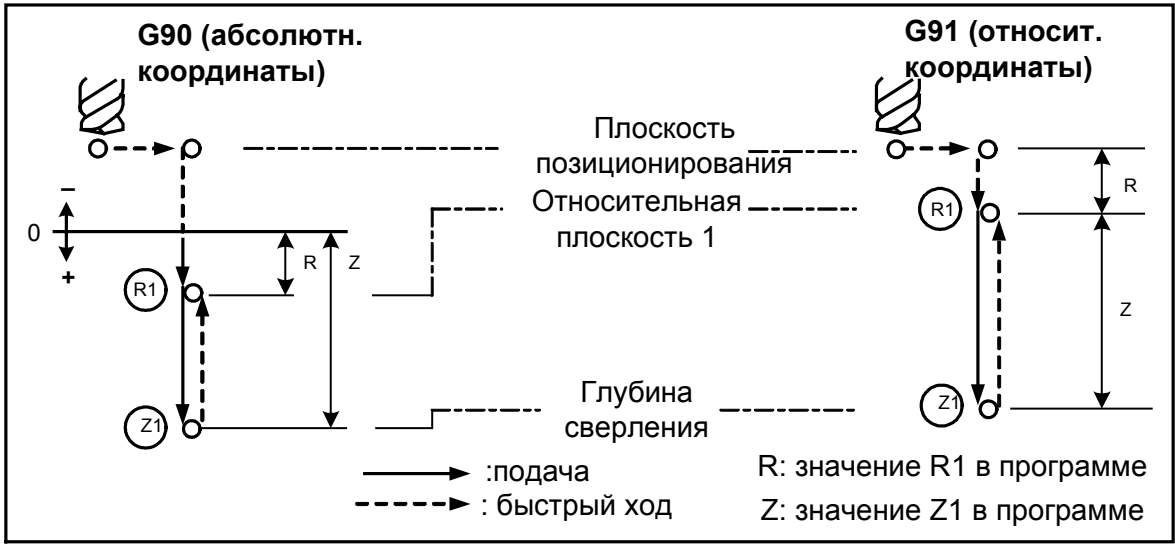 G90 (абсолютн.
координаты)
G91 (относит.
координаты)
Плоскость
позиционирования
Относительная
плоскость 1
–
0
+
R
Z
R1
Z1
R
R1
Z
Z1
Глубина
сверления
:подача
: быстрый ход
R: значение R1 в программе
Z: значение Z1 в программе